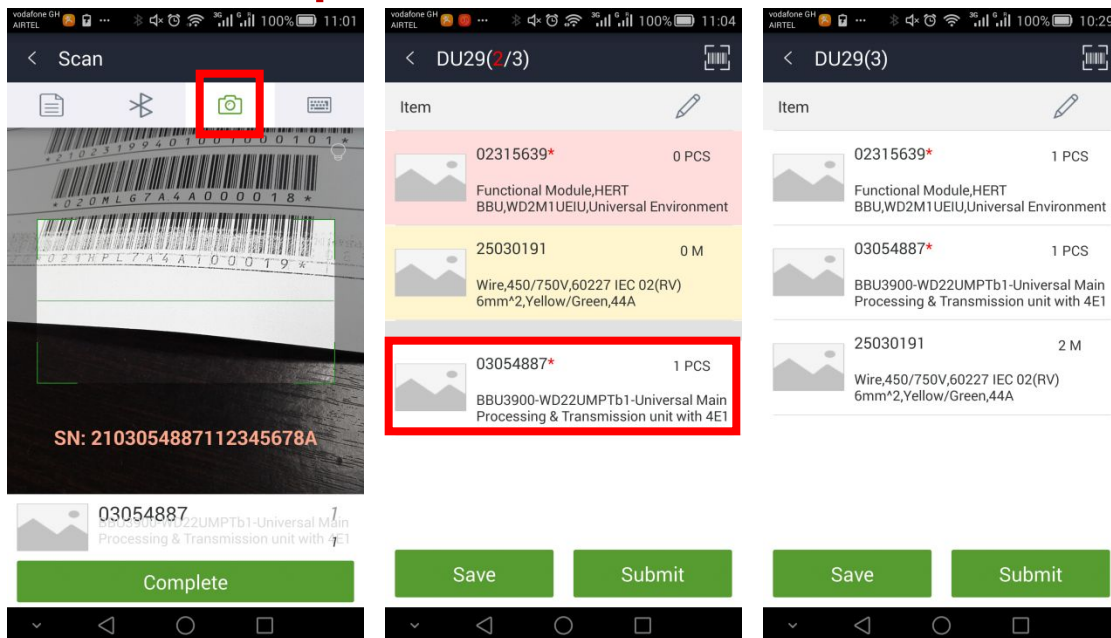 vodafone GH
AIRTEL
3G
G
100%
11:01
Scan
*21023199401001000101*
*020MLG7A4A000018*
SN: 2103054887112345678A
03054887
1
BBU3900-WD22UMPTb1-Universal Main
Processing & Transmission unit with 4E1
1
Complete
vodafone GH
AIRTEL
3G
G
100%
11:04
DU29(2/3)
Item
02315639*
0 PCS
Functional Module,HERT
BBU,WD2M1UEIU,Universal Environment
25030191
0 M
Wire,450/750V,60227 IEC 02(RV)
6mm^2,Yellow/Green,44A
03054887*
1 PCS
BBU3900-WD22UMPTb1-Universal Main
Processing & Transmission unit with 4E1
Save
Submit
vodafone GH
AIRTEL
3G
G
100%
10:29
DU29(3)
Item
02315639*
1 PCS
Functional Module,HERT
BBU,WD2M1UEIU,Universal Environment
03054887*
1 PCS
BBU3900-WD22UMPTb1-Universal Main
Processing & Transmission unit with 4E1
25030191
2 M
Wire,450/750V,60227 IEC 02(RV)
6mm^2,Yellow/Green,44A
Save
Submit